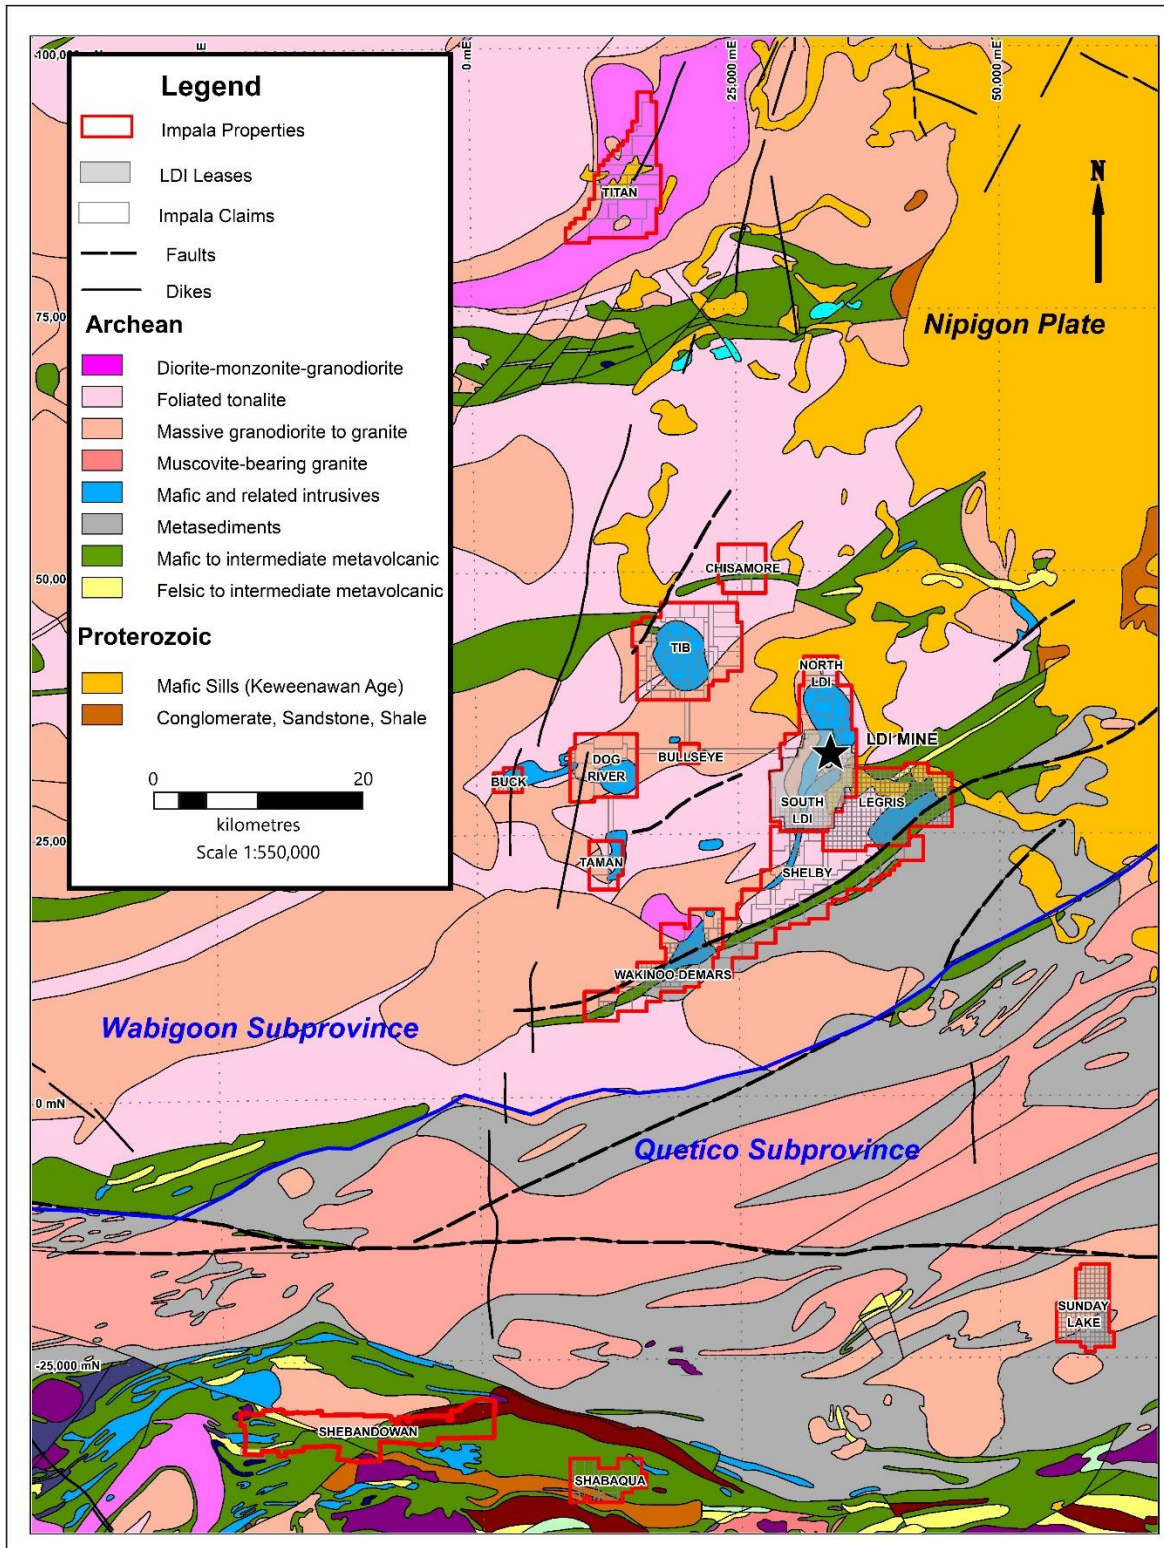 -100,000 mN
E
0 mE
25,000 mE
50,000 mE
Legend
Impala Properties
LDI Leases
Impala Claims
Faults
Dikes
Archean
Diorite-monzonite-granodiorite
Foliated tonalite
Massive granodiorite to granite
Muscovite-bearing granite
Mafic and related intrusives
Metasediments
Mafic to intermediate metavolcanic
Felsic to intermediate metavolcanic
Proterozoic
Mafic Sills (Keweenawan Age)
Conglomerate, Sandstone, Shale
0 20
kilometres
Scale 1:550,000
N
TITAN
75,00
Nipigon Plate
50,00
CHISAMORE
TIB
NORTH
LDI
LDI MINE
DOG
RIVER
BULLSEYE
BUCK
SOUTH
LDI
LEGRIS
25,00
TAMAN
SHELBY
WAKINOO-DEMARS
Wabigoon Subprovince
0 mN
Quetico Subprovince
SUNDAY
LAKE
-25,000 mN
SHEBANDOWAN
SHABAQUA